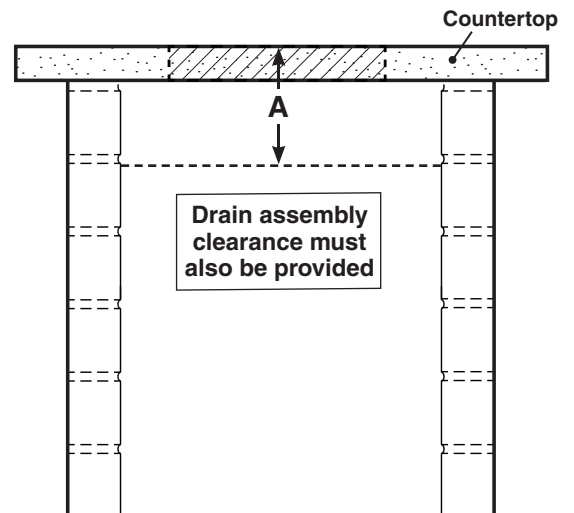 Countertop
A
Drain assembly
clearance must
also be provided